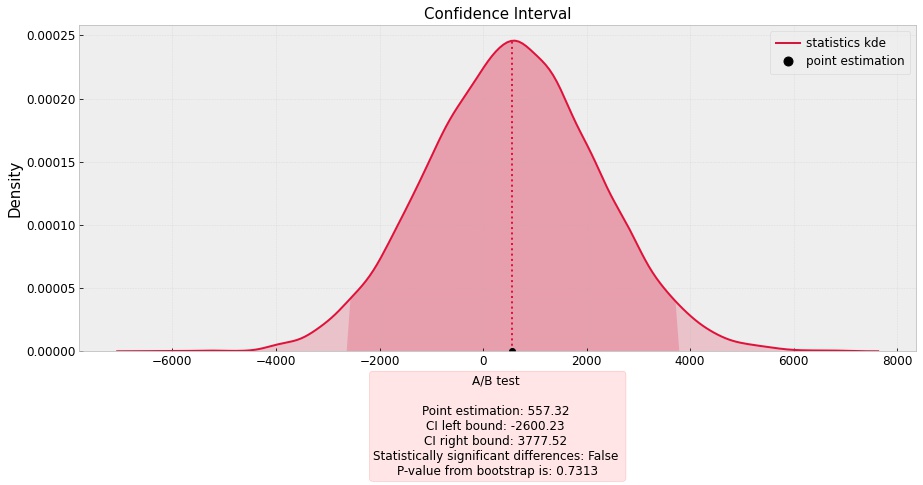 Confidence Interval
statistics kde
point estimation
Density
0.00025
0.00020
0.00015
0.00010
0.00005
0.00000
−6000 −4000 −2000 0 2000 4000 6000 8000
A/B test
Point estimation: 557.32
CI left bound: -2600.23
CI right bound: 3777.52
Statistically significant differences: False
P-value from bootstrap is: 0.7313